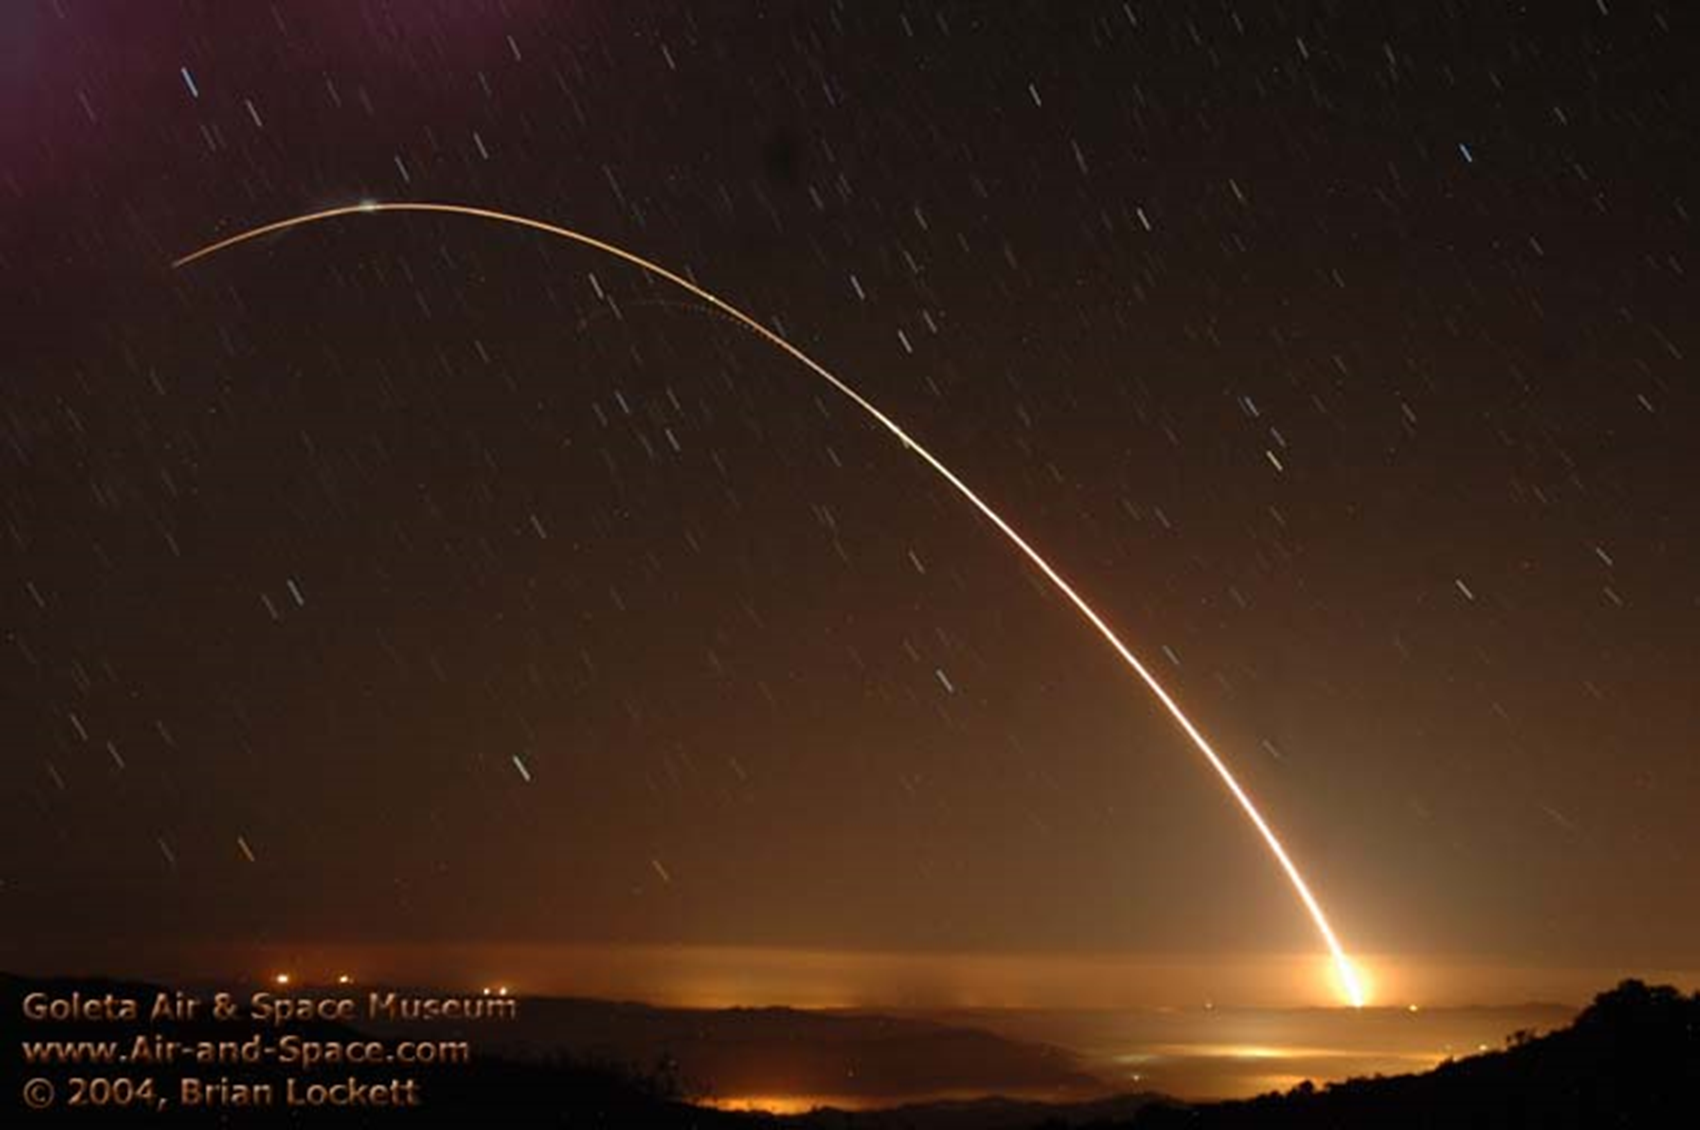 Goleta Air & Space Museum
www.Air-and-Space.com
© 2004, Brian Lockett